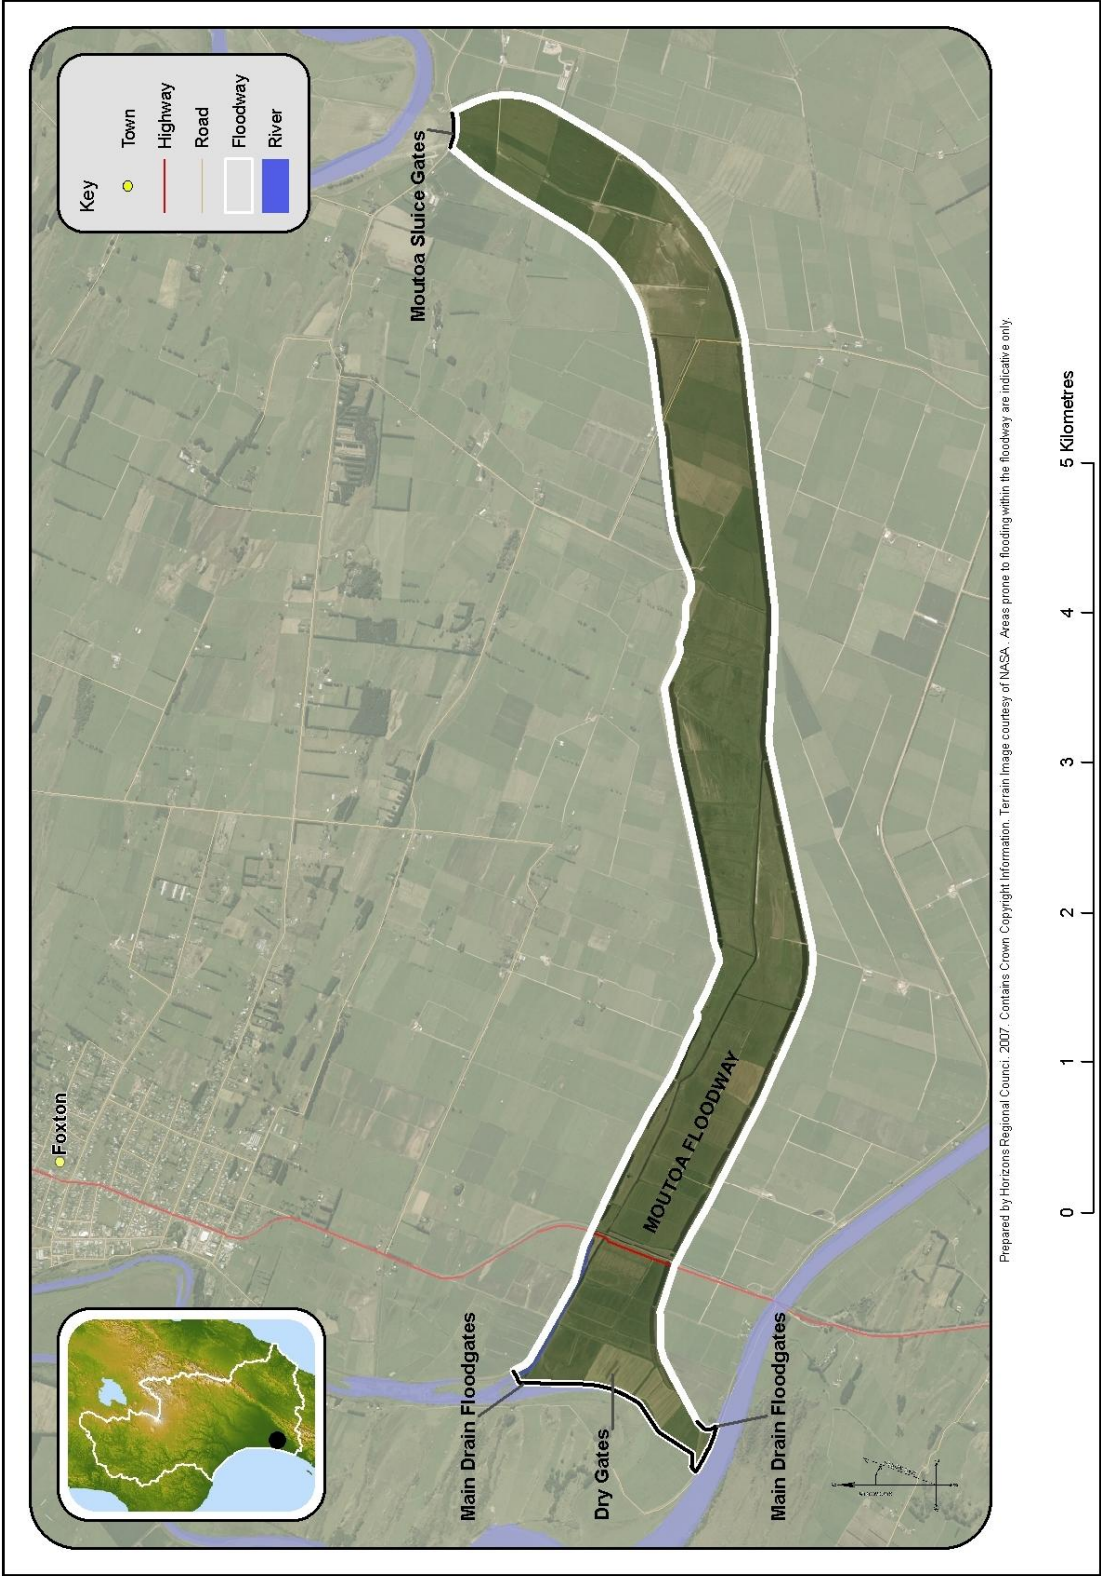 Foxton
Key
Town
Highway
Road
Floodway
River
Moutoa Sluice Gates
MOUTOA FLOODWAY
Main Drain Floodgates
Dry Gates
Main Drain Floodgates
Prepared by Horizons Regional Council. 2007. Contains Crown Copyright Information. Terrain Image courtesy of NASA. Areas prone to flooding within the floodway are indicative only.
0 1 2 3 4 5 Kilometres